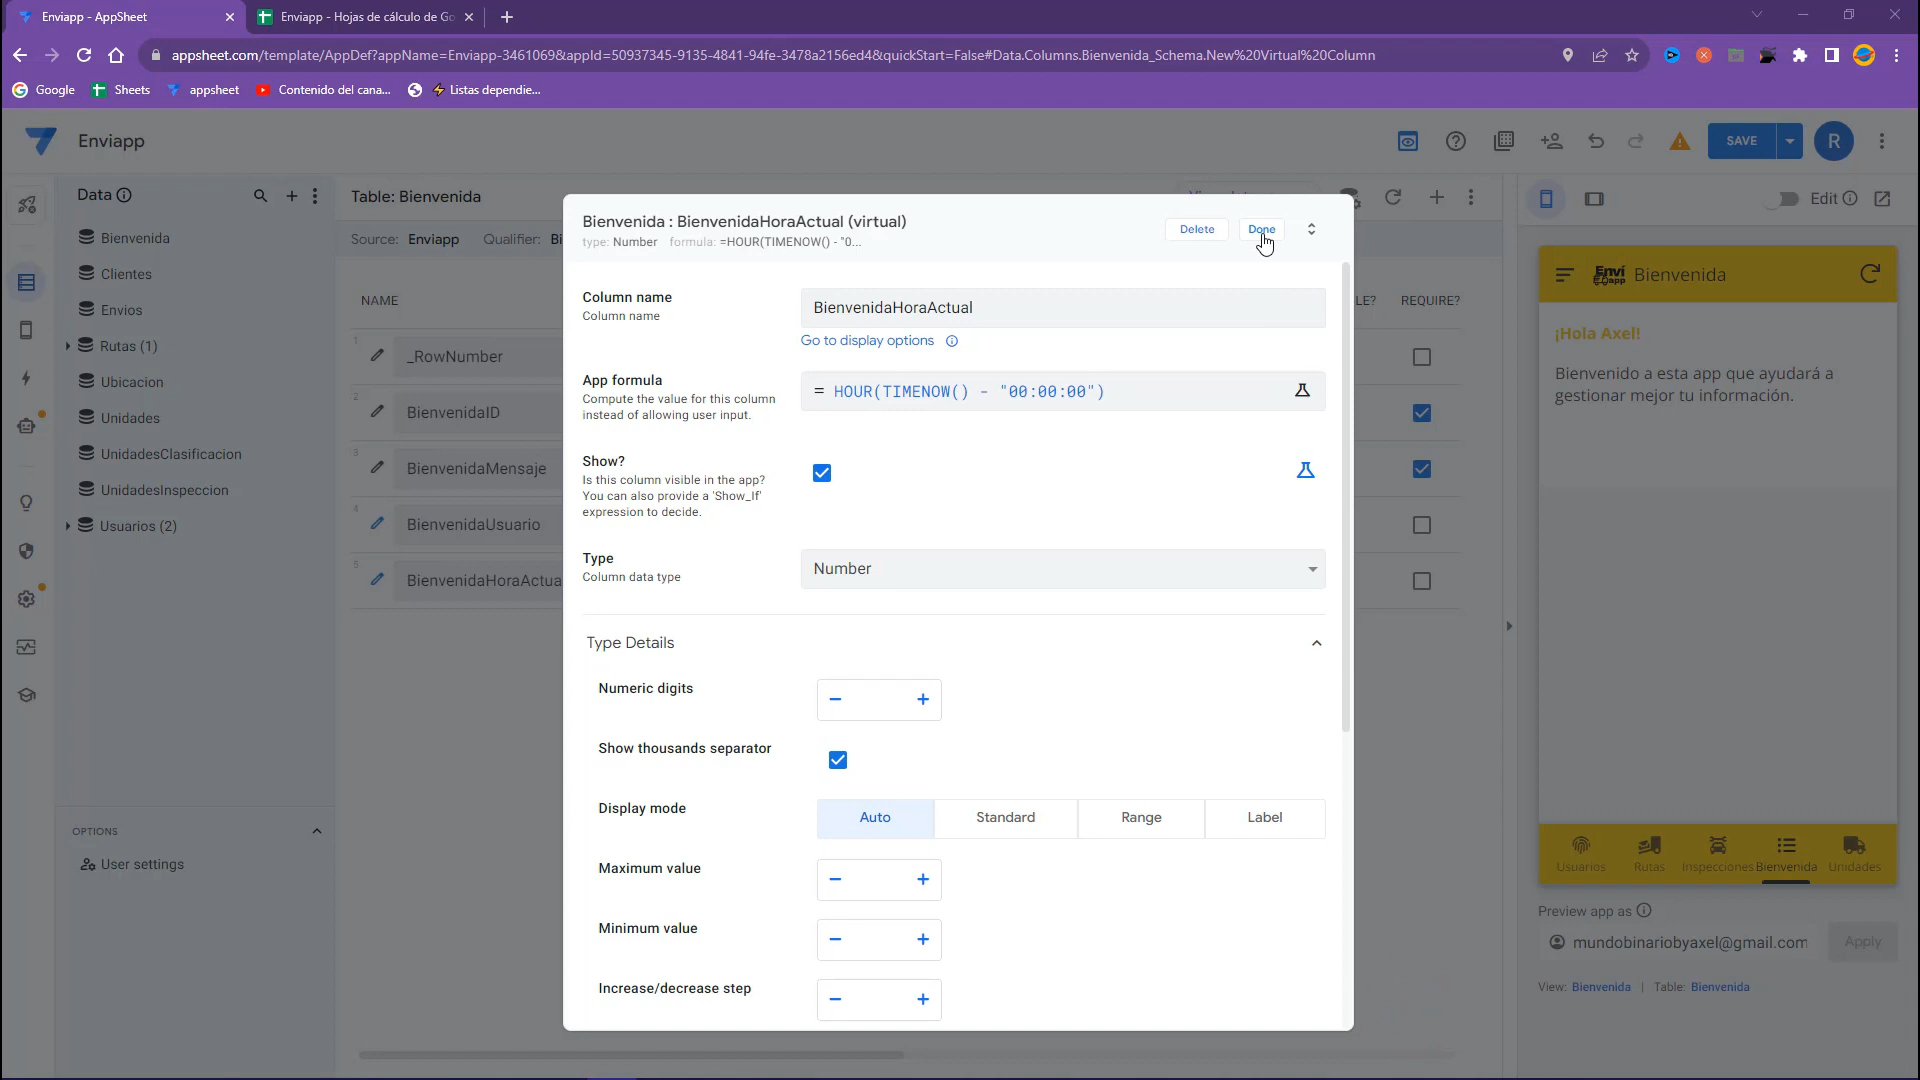 Enviapp - AppSheet
Enviapp - Hojas de cálculo de Go
appsheet.com/template/AppDef?appName=Enviapp-3461069&appId=50937345-9135-4841-94fe-3478a2156ed4&quickStart=False#Data.Columns.Bienvenida_Schema.New%20Virtual%20Column
Google
Sheets
appsheet
Contenido del cana...
Listas dependie...
Enviapp
SAVE
R
Data
Bienvenida
Clientes
Envios
Rutas (1)
Ubicacion
Unidades
UnidadesClasificacion
UnidadesInspeccion
Usuarios (2)
OPTIONS
User settings
Table: Bienvenida
Source: Enviapp Qualifier: Bi
NAME
LE? REQUIRE?
1 _RowNumber
2 BienvenidaID
3 BienvenidaMensaje
4 BienvenidaUsuario
5 BienvenidaHoraActua
Bienvenida : BienvenidaHoraActual (virtual)
type: Number formula: =HOUR(TIMENOW() - "0...
Delete
Done
Column name
Column name
BienvenidaHoraActual
Go to display options
App formula
Compute the value for this column
instead of allowing user input.
= HOUR(TIMENOW() - "00:00:00")
Show?
Is this column visible in the app?
You can also provide a 'Show_If'
expression to decide.
Type
Column data type
Number
Type Details
Numeric digits
Show thousands separator
Display mode
Auto
Standard
Range
Label
Maximum value
Minimum value
Increase/decrease step
Edit
Enví
app
Bienvenida
¡Hola Axel!
Bienvenido a esta app que ayudará a
gestionar mejor tu información.
Usuarios
Rutas
Inspecciones
Bienvenida
Unidades
Preview app as
mundobinariobyaxel@gmail.com
Apply
View: Bienvenida | Table: Bienvenida